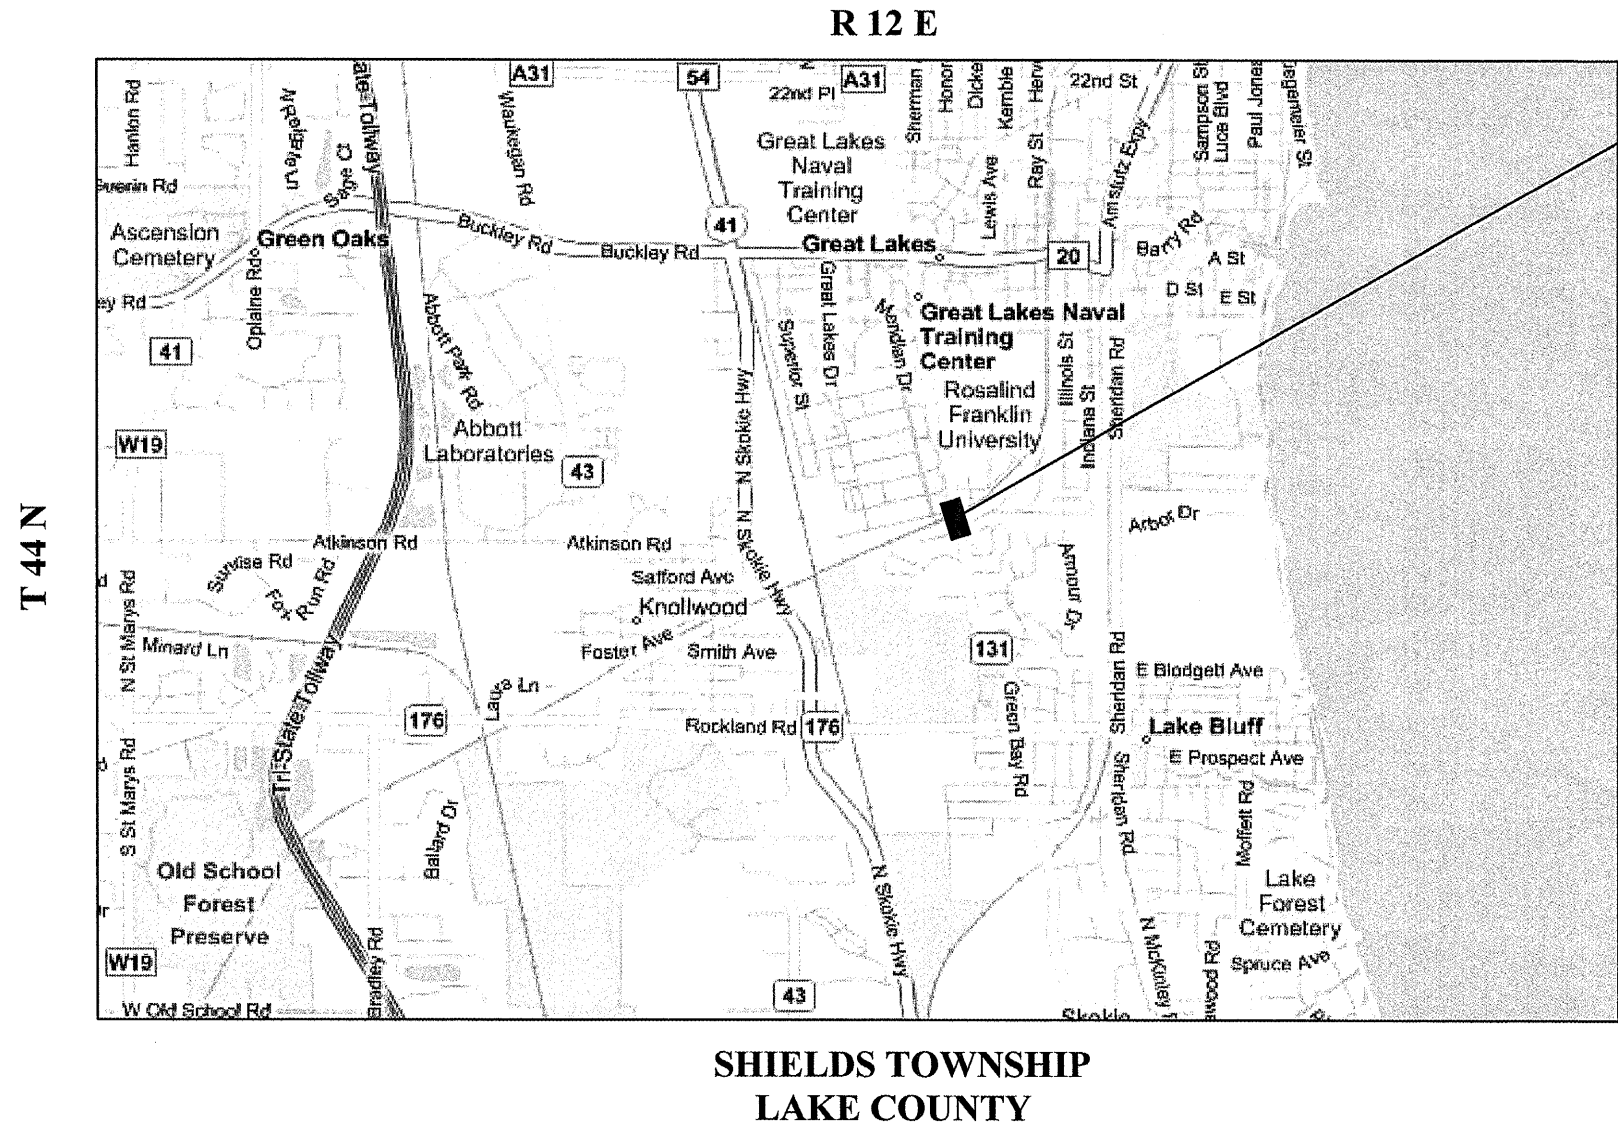 R 12 E
A31
54
A31
22nd Pl
22nd St
Hanlon Rd
Waukegan Rd
Sherman
Dicke
Kemble
Ray St
Sampson St
Luce Blvd
Paul Jones
Great Lakes
Naval
Training
Center
Lewis Ave
Amstutz Expy
Sage Ct
Ascension
Cemetery
Green Oaks
41
Buckley Rd
Buckley Rd
Great Lakes
20
Barry Rd
A St
D St
E St
ey Rd
Oplaine Rd
41
Abbott Park Rd
Superior St
Great Lakes Dr
Meridian Dr
Great Lakes Naval
Training
Center
Illinois St
Indiana St
Sheridan Rd
Rosalind
Franklin
University
W19
Abbott
Laboratories
43
N Skokie Hwy
T 44 N
Atkinson Rd
Atkinson Rd
N Skokie Hwy
Arbor Dr
Sunrise Rd
Fox
Run Rd
Safford Ave
Knollwood
Armour Dr
N St Marys Rd
Minard Ln
Foster Ave
Smith Ave
131
Sheridan Rd
E Blodgett Ave
Laura Ln
176
Rockland Rd
176
Green Bay Rd
Lake Bluff
E Prospect Ave
Tri-State Tollway
S St Marys Rd
Ballard Dr
Sheridan Rd
Moffett Rd
Old School
Forest
Preserve
N Skokie Hwy
Lake
Forest
Cemetery
W19
Bradley Rd
43
N McKinley
ewood Rd
Spruce Ave
W Old School Rd
Skokie
SHIELDS TOWNSHIP
LAKE COUNTY